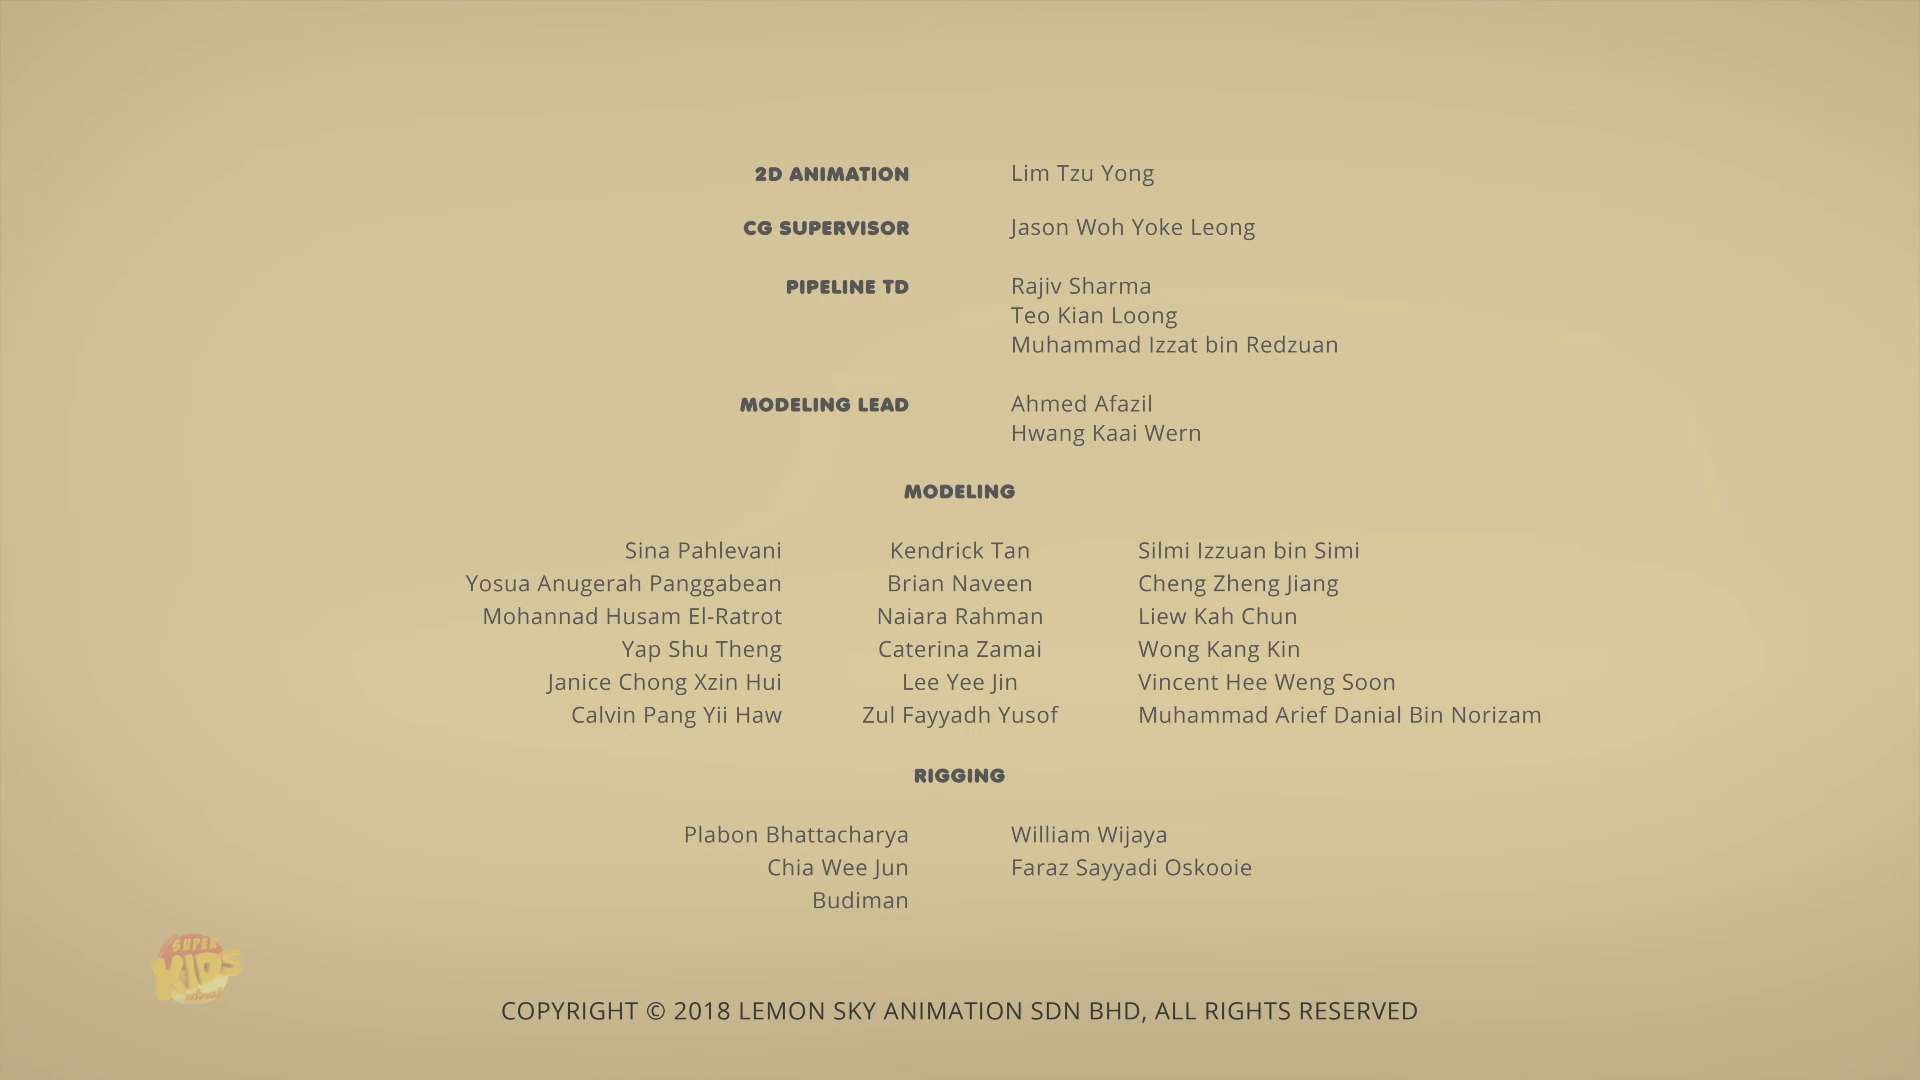 2D ANIMATION Lim Tzu Yong
CG SUPERVISOR Jason Woh Yoke Leong
PIPELINE TD Rajiv Sharma
Teo Kian Loong
Muhammad Izzat bin Redzuan
MODELING LEAD Ahmed Afazil
Hwang Kaai Wern
MODELING
Sina Pahlevani Kendrick Tan Silmi Izzuan bin Simi
Yosua Anugerah Panggabean Brian Naveen Cheng Zheng Jiang
Mohannad Husam El-Ratrot Naiara Rahman Liew Kah Chun
Yap Shu Theng Caterina Zamai Wong Kang Kin
Janice Chong Xzin Hui Lee Yee Jin Vincent Hee Weng Soon
Calvin Pang Yii Haw Zul Fayyadh Yusof Muhammad Arief Danial Bin Norizam
RIGGING
Plabon Bhattacharya William Wijaya
Chia Wee Jun Faraz Sayyadi Oskooie
Budiman
SUPER
KIDS
COPYRIGHT © 2018 LEMON SKY ANIMATION SDN BHD, ALL RIGHTS RESERVED